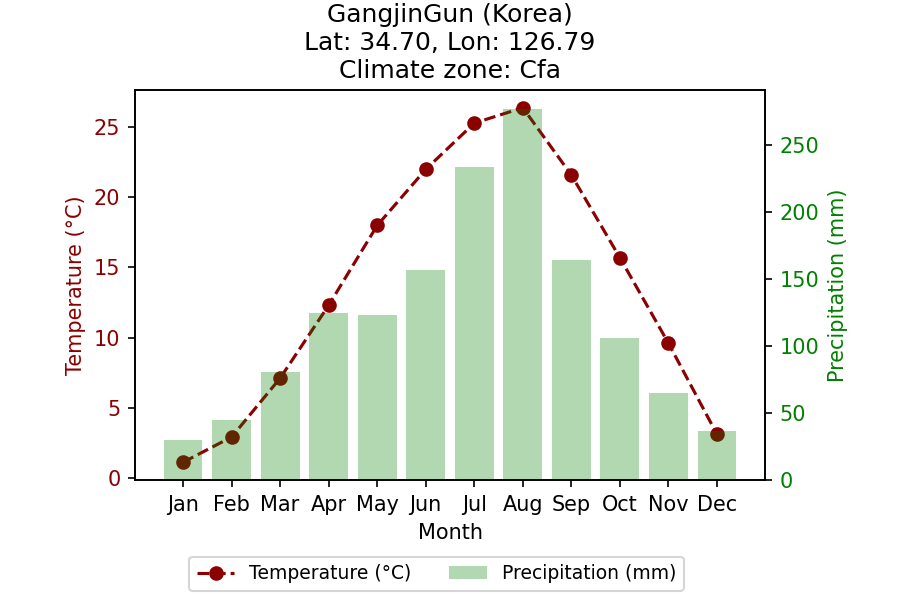 GangjinGun (Korea)
Lat: 34.70, Lon: 126.79
Climate zone: Cfa
Temperature (°C)
25
20
15
10
5
0
Precipitation (mm)
250
200
150
100
50
0
Jan Feb Mar Apr May Jun Jul Aug Sep Oct Nov Dec
Month
Temperature (°C) Precipitation (mm)